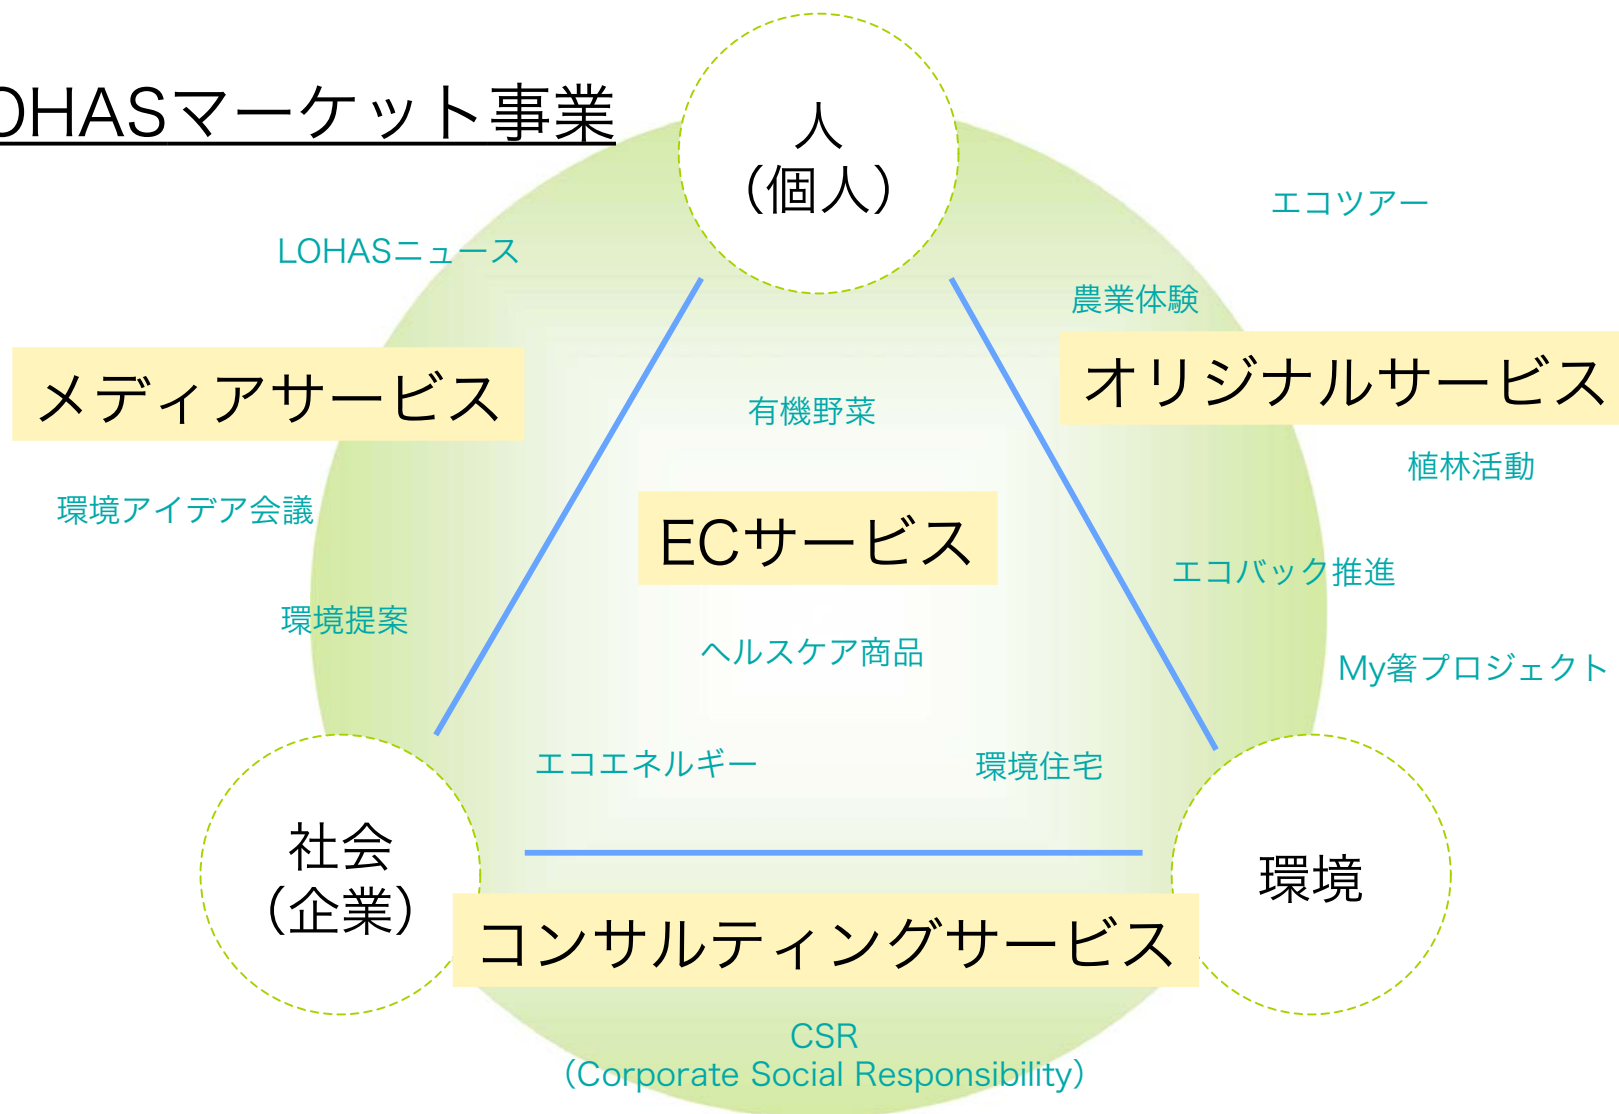 OHASマーケット事業
人
（個人）
エコツアー
LOHASニュース
農業体験
メディアサービス
オリジナルサービス
有機野菜
植林活動
環境アイデア会議
ECサービス
エコバック推進
環境提案
ヘルスケア商品
My箸プロジェクト
エコエネルギー
環境住宅
社会
（企業）
環境
コンサルティングサービス
CSR
（Corporate Social Responsibility）